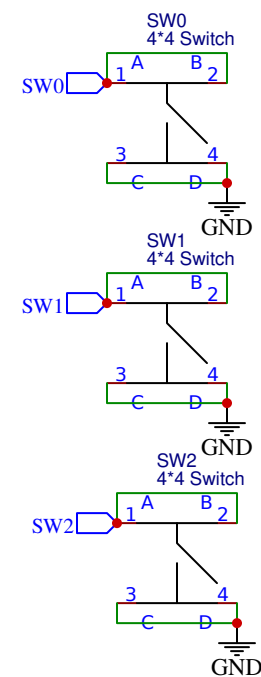 SW0
4*4 Switch
A B
SW0 1 2
3 4
C D
GND
SW1
4*4 Switch
A B
SW1 1 2
3 4
C D
GND
SW2
4*4 Switch
A B
SW2 1 2
3 4
C D
GND